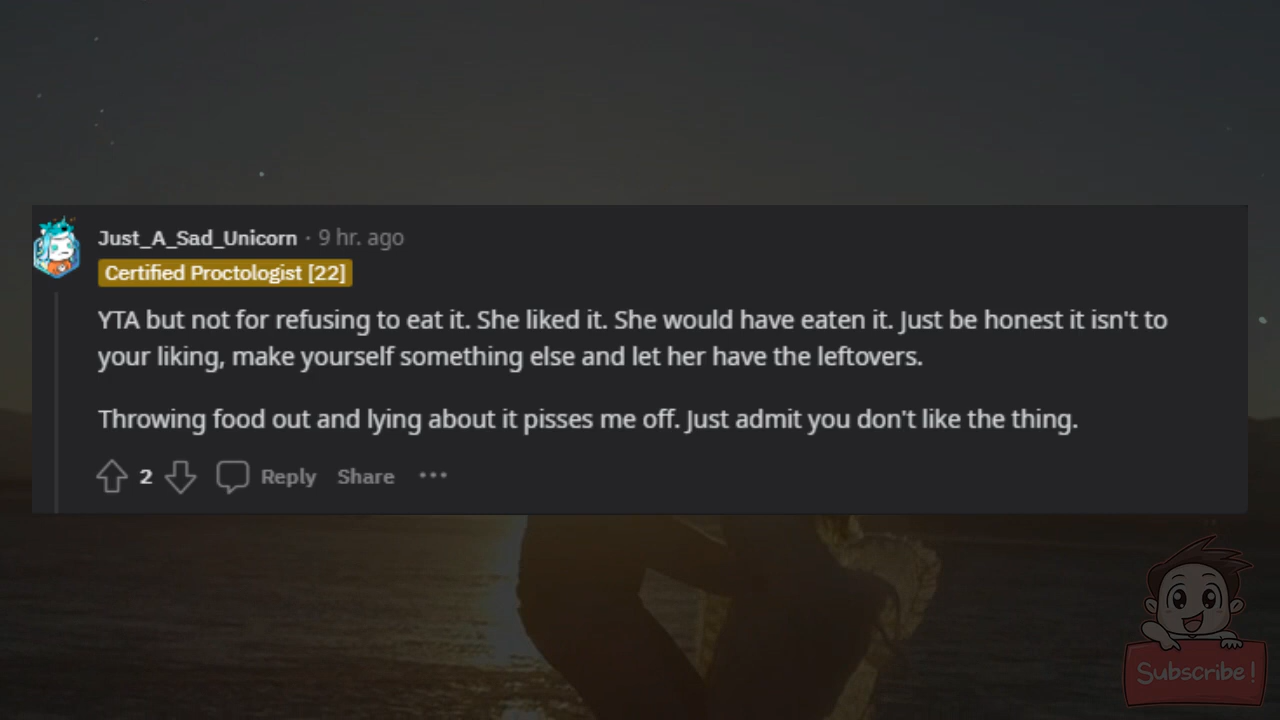 Just_A_Sad_Unicorn · 9 hr. ago
Certified Proctologist [22]
YTA but not for refusing to eat it. She liked it. She would have eaten it. Just be honest it isn't to
your liking, make yourself something else and let her have the leftovers.
Throwing food out and lying about it pisses me off. Just admit you don't like the thing.
2 Reply Share ...
Subscribe!